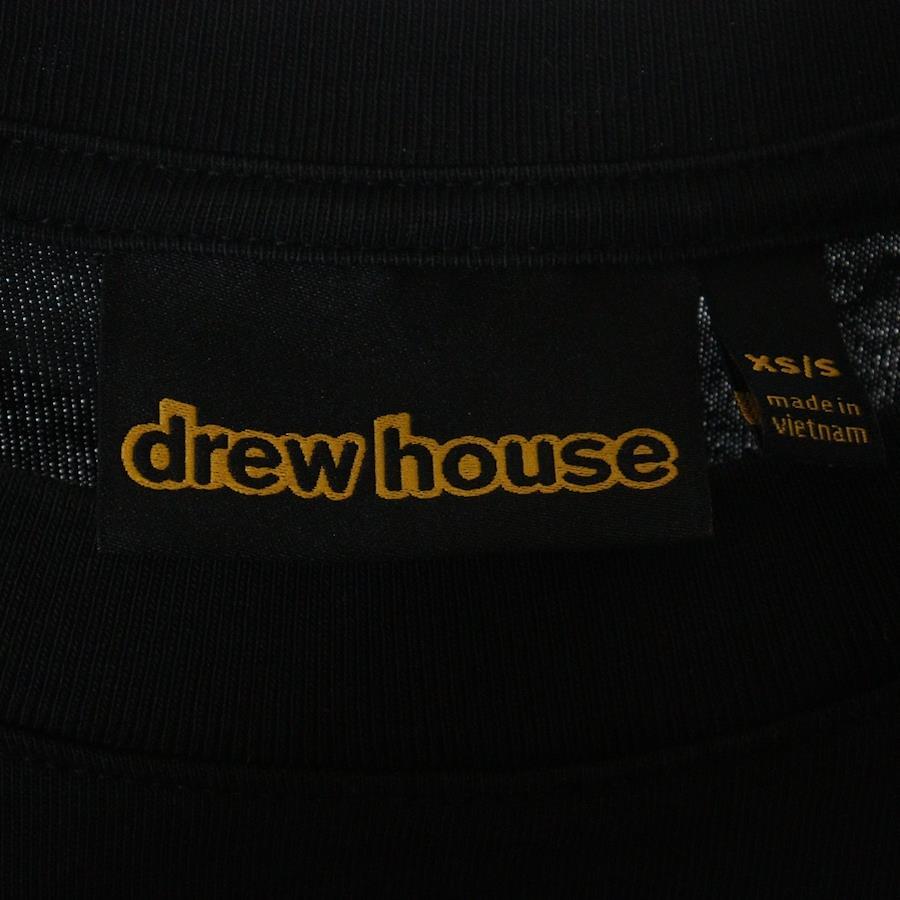 drew house
xs/s
made in
Vietnam